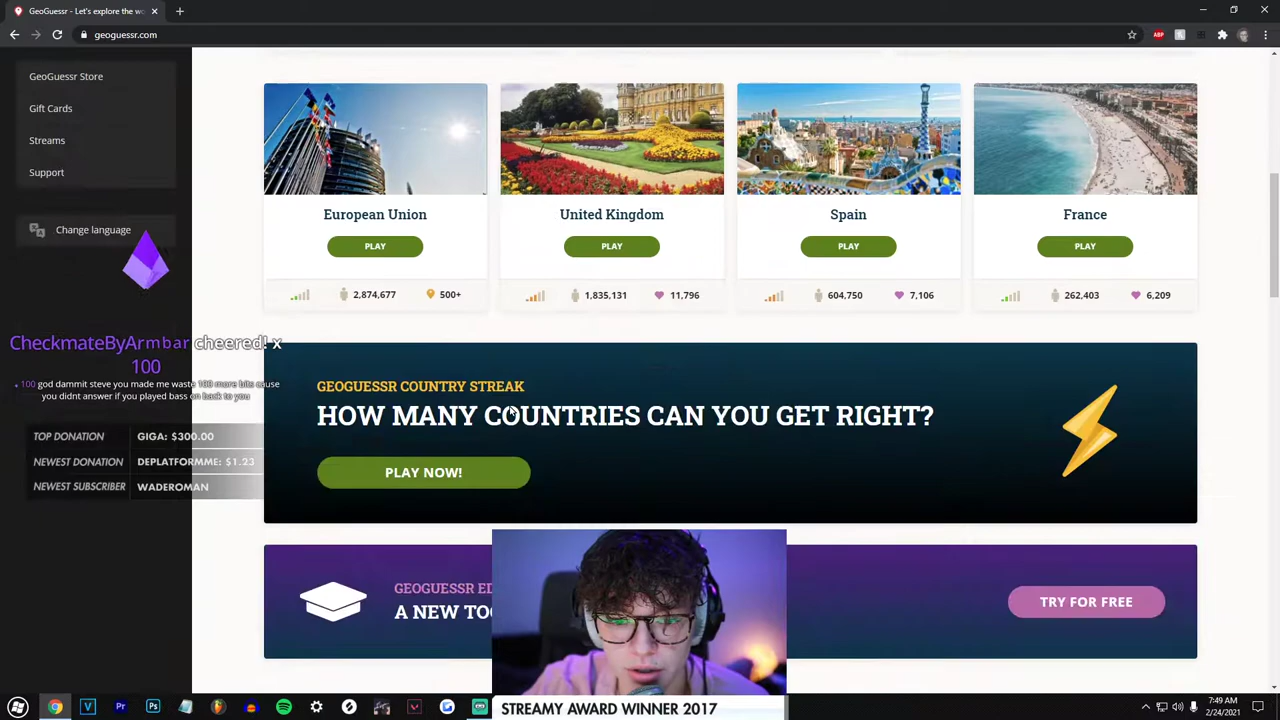 GeoGuessr - Let's explore the wo
geoguessr.com
ABP
GeoGuessr Store
Gift Cards
Streams
Support
Change language
European Union
United Kingdom
Spain
France
PLAY
PLAY
PLAY
PLAY
2,874,677
500+
1,835,131
11,796
604,750
7,106
262,403
6,209
CheckmateByArmbar cheered! x
100
100 god dammit steve you made me waste 100 more bits cause
you didnt answer if you played bass on back to you
TOP DONATION
GIGA: $300.00
NEWEST DONATION
DEPLATFORMME: $1.23
NEWEST SUBSCRIBER
WADEROMAN
GEOGUESSR COUNTRY STREAK
HOW MANY COUNTRIES CAN YOU GET RIGHT?
PLAY NOW!
GEOGUESSR ED
A NEW TO
TRY FOR FREE
STREAMY AWARD WINNER 2017
V
Pr
Ps
7:49 AM
2/24/2021